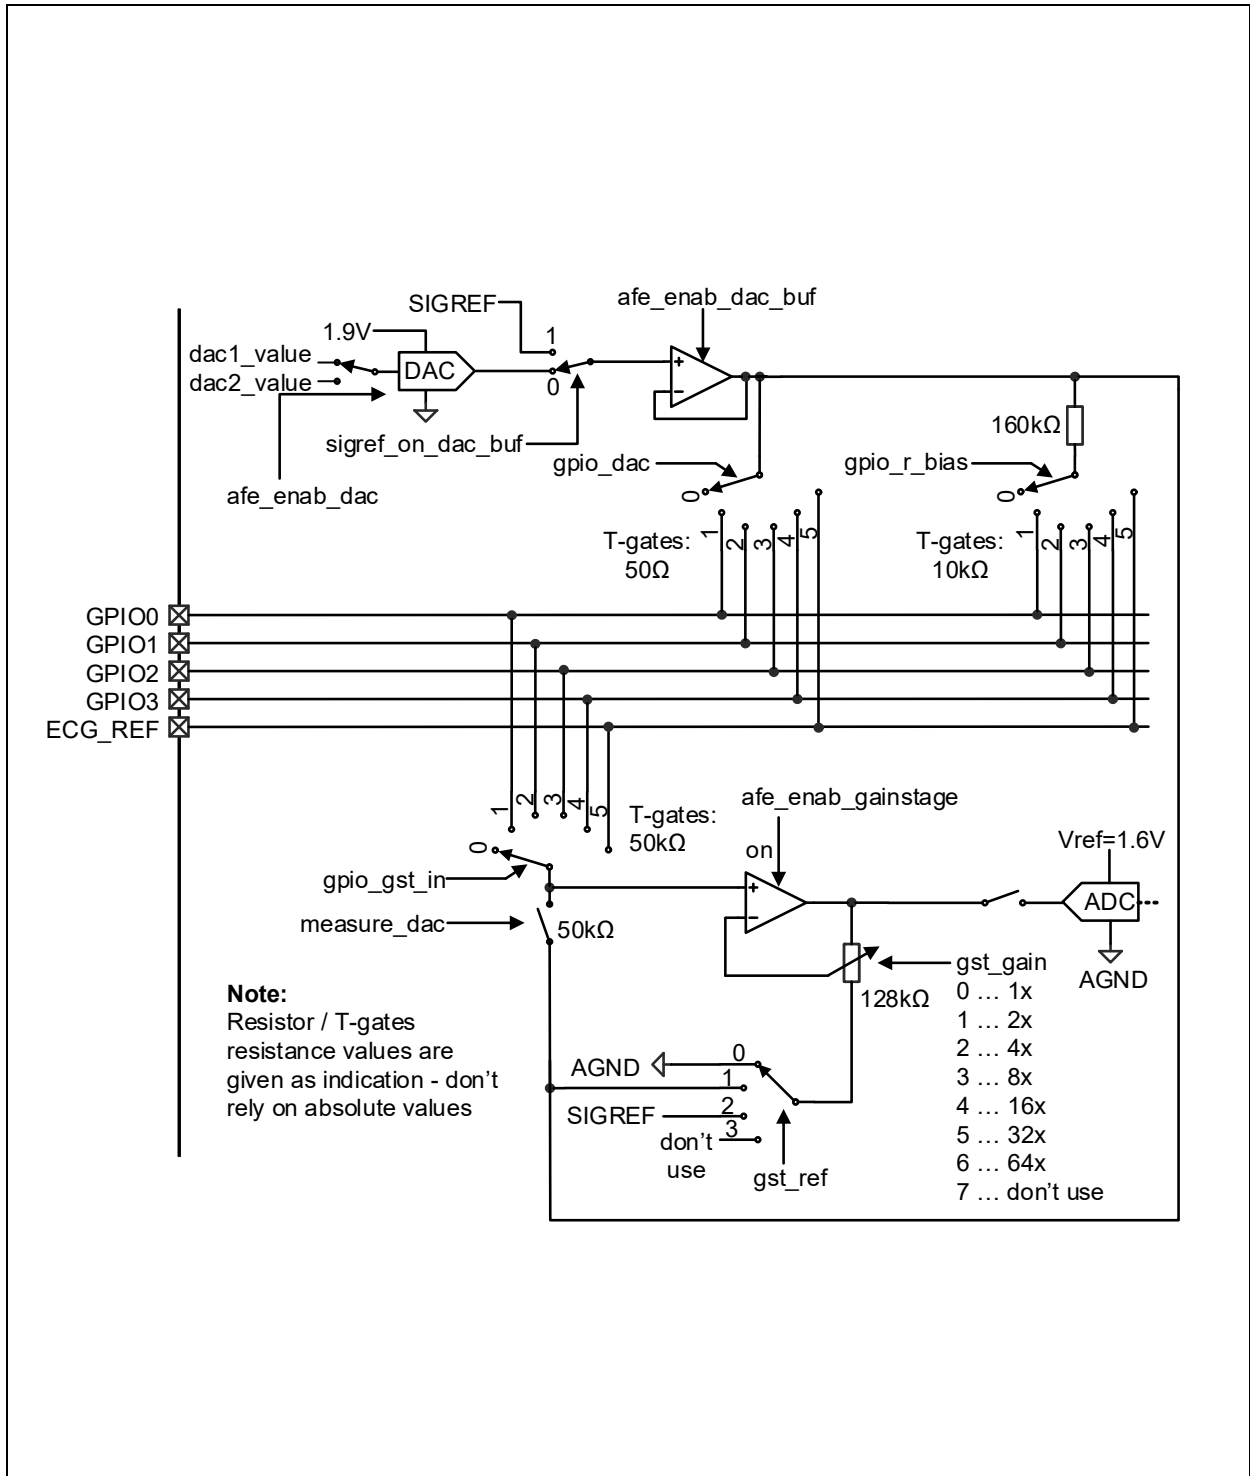 afe_enab_dac_buf
SIGREF
1.9V
1
dac1_value
dac2_value
DAC
0
+
−
160kΩ
sigref_on_dac_buf
gpio_dac
gpio_r_bias
afe_enab_dac
0
0
T-gates:
50Ω
1
2
3
4
5
T-gates:
10kΩ
1
2
3
4
5
GPIO0
GPIO1
GPIO2
GPIO3
ECG_REF
1
2
3
4
5
T-gates:
50kΩ
afe_enab_gainstage
0
on
Vref=1.6V
gpio_gst_in
+
−
ADC
measure_dac
50kΩ
AGND
gst_gain
128kΩ
0 … 1x
1 … 2x
2 … 4x
3 … 8x
4 … 16x
5 … 32x
6 … 64x
7 … don't use
Note:
Resistor / T-gates
resistance values are
given as indication - don't
rely on absolute values
AGND
0
1
SIGREF
2
don't
use
3
gst_ref